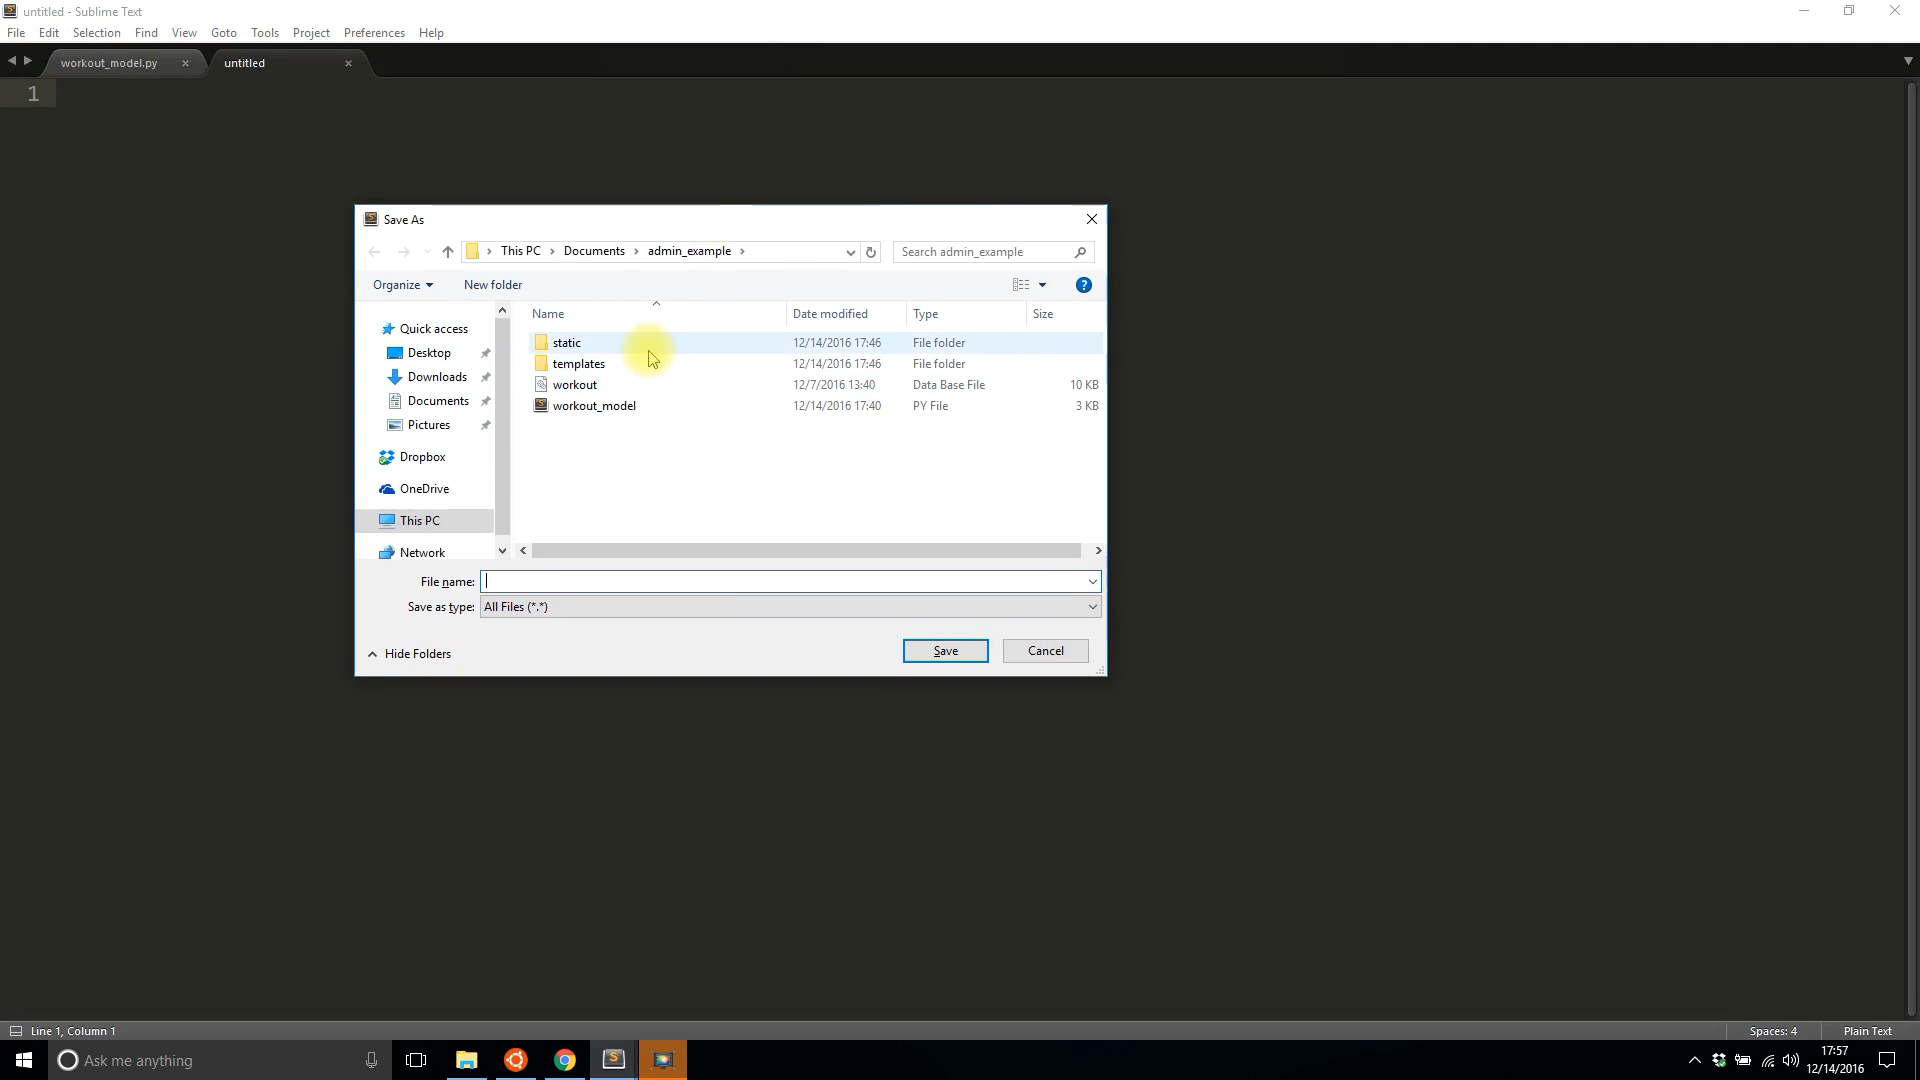 untitled - Sublime Text
File Edit Selection Find View Goto Tools Project Preferences Help
workout_model.py × untitled ×
1
Save As
This PC > Documents > admin_example >
Search admin_example
Organize New folder
Name Date modified Type Size
Quick access
Desktop
Downloads
Documents
Pictures
Dropbox
OneDrive
This PC
Network
static 12/14/2016 17:46 File folder
templates 12/14/2016 17:46 File folder
workout 12/7/2016 13:40 Data Base File 10 KB
workout_model 12/14/2016 17:40 PY File 3 KB
File name:
Save as type: All Files (*.*)
Hide Folders
Save Cancel
Line 1, Column 1
Spaces: 4 Plain Text
Ask me anything
17:57
12/14/2016